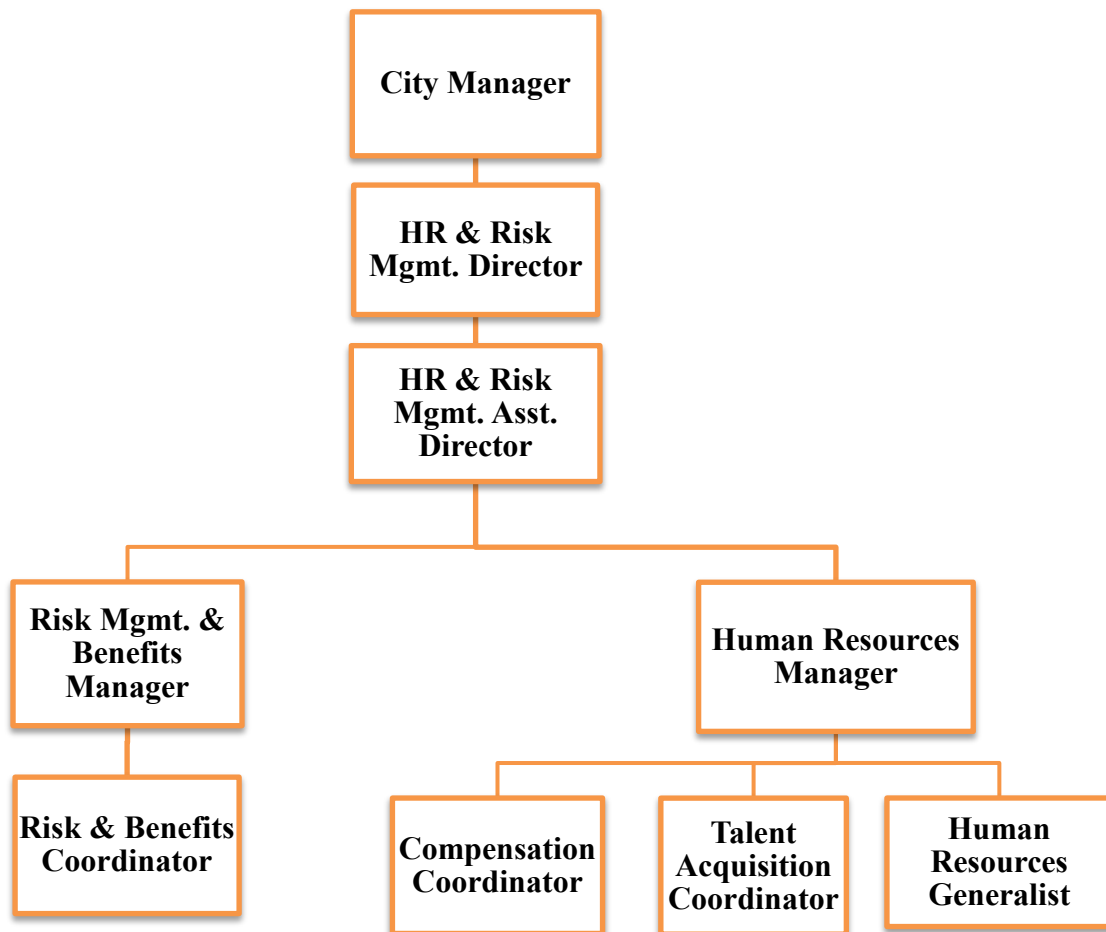 City Manager
HR & Risk
Mgmt. Director
HR & Risk
Mgmt. Asst.
Director
Risk Mgmt. &
Benefits
Manager
Human Resources
Manager
Risk & Benefits
Coordinator
Compensation
Coordinator
Talent
Acquisition
Coordinator
Human
Resources
Generalist